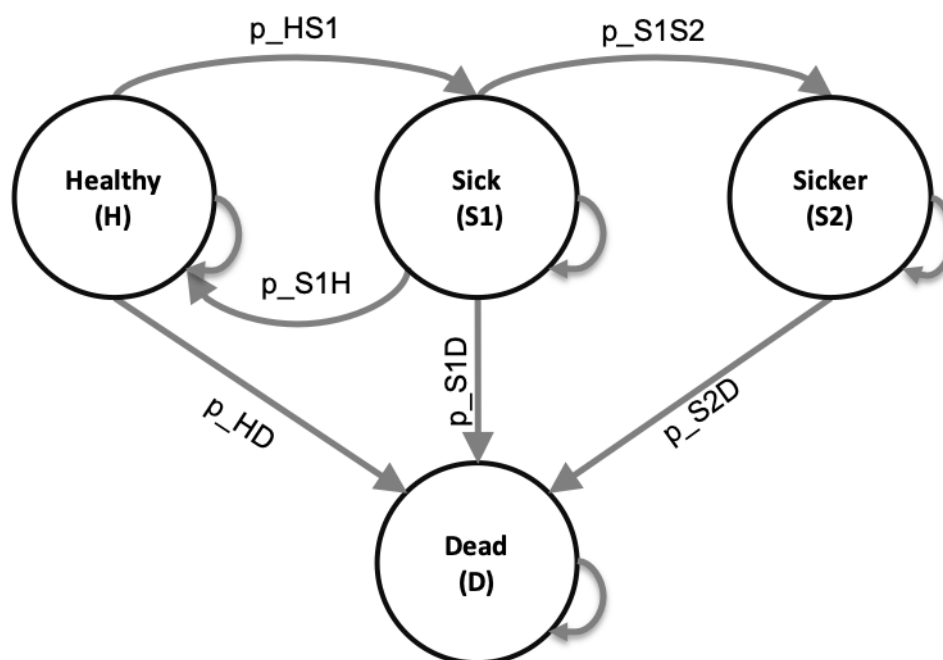 p_HS1
p_S1S2
Healthy
(H)
Sick
(S1)
Sicker
(S2)
p_S1H
p_HD
p_S1D
p_S2D
Dead
(D)